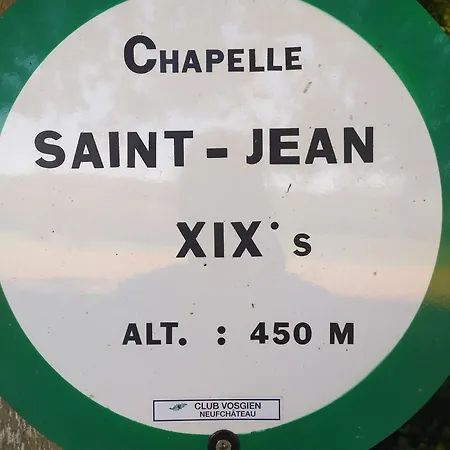 CHAPELLE
SAINT - JEAN
XIX° s
ALT. : 450 M
CLUB VOSGIEN
NEUFCHÂTEAU